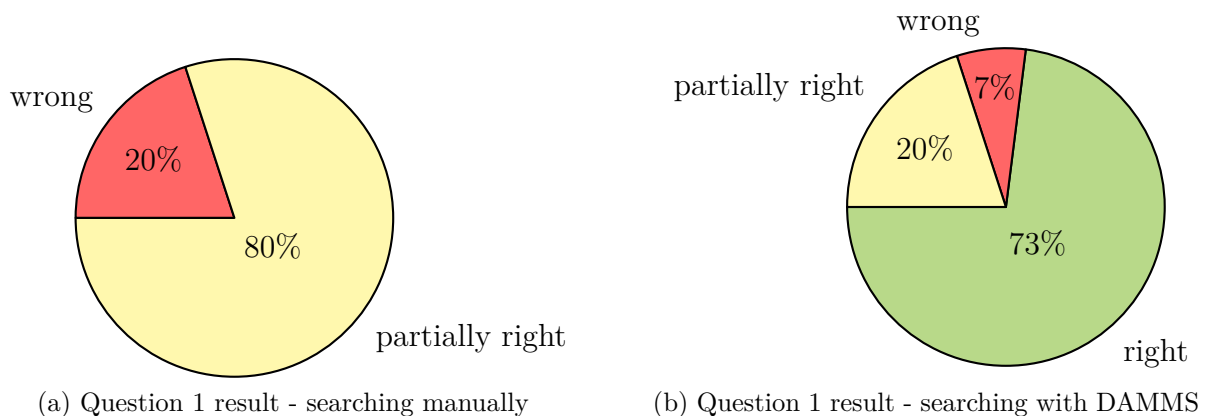 wrong
20%
80%
partially right
(a) Question 1 result - searching manually
wrong
partially right
7%
20%
73%
right
(b) Question 1 result - searching with DAMMS